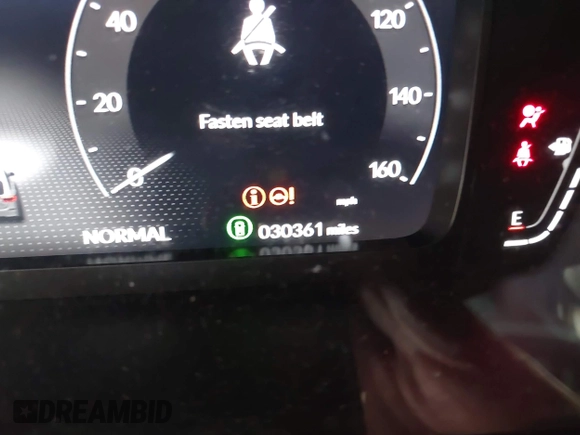 40
120
Fasten seat belt
20
140
0
160
mph
NORMAL
030361 miles
E
DREAMBID